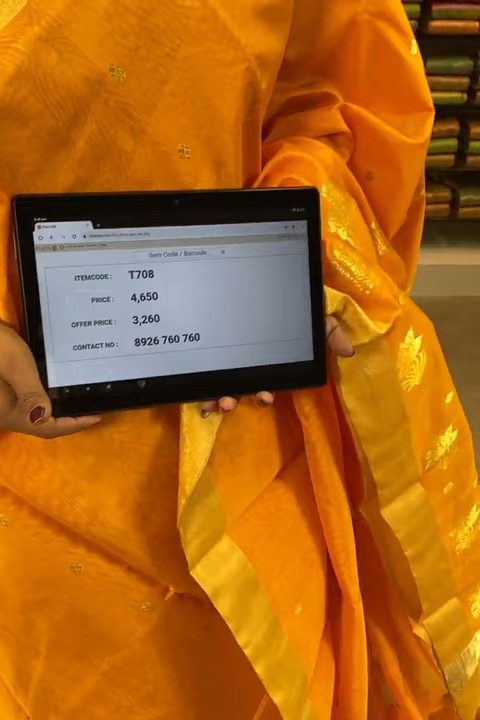 Item Code / Barcode
ITEMCODE : T708
PRICE : 4,650
OFFER PRICE : 3,260
CONTACT NO : 8926 760 760